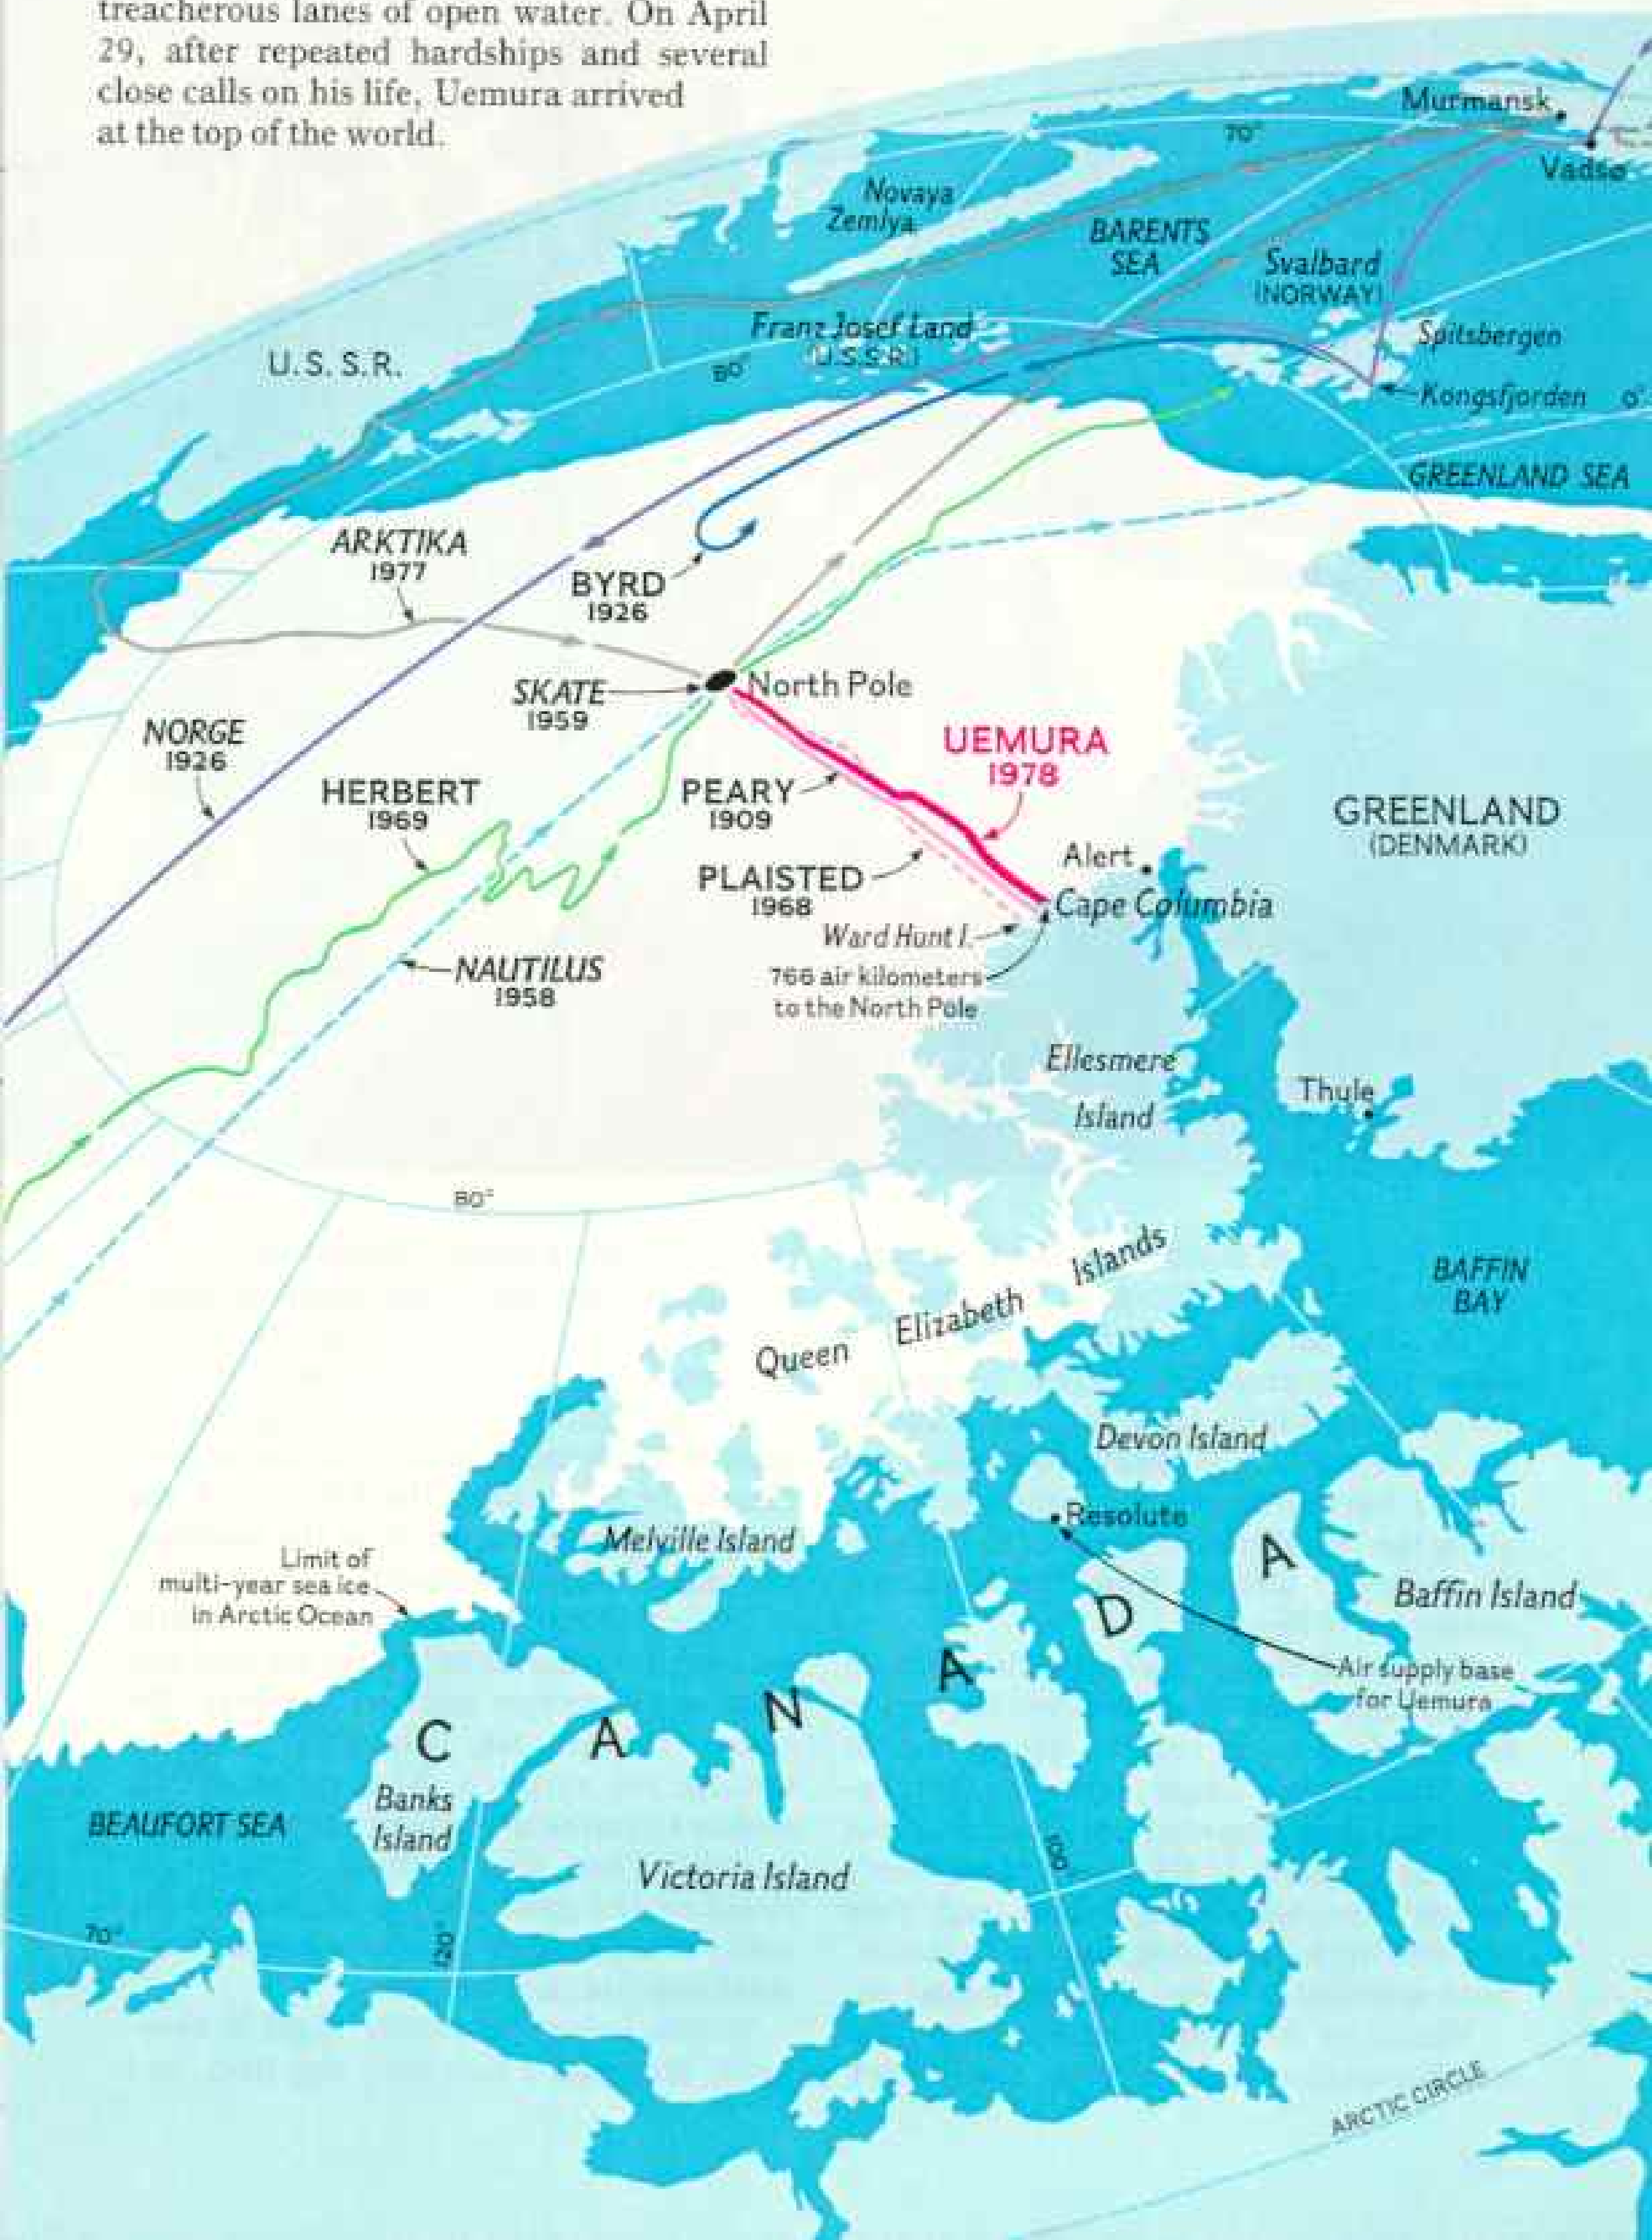 treacherous lanes of open water. On April
29, after repeated hardships and several
close calls on his life, Uemura arrived
at the top of the world.
Murmansk
70°
Vadsø
Novaya
Zemlya
BARENTS
SEA
Svalbard
(NORWAY)
Franz Josef Land
(U.S.S.R.)
Spitsbergen
U.S.S.R.
80°
Kongsfjorden
0°
GREENLAND SEA
ARKTIKA
1977
BYRD
1926
SKATE
1959
North Pole
NORGE
1926
UEMURA
1978
HERBERT
1969
PEARY
1909
GREENLAND
(DENMARK)
Alert
PLAISTED
1968
Cape Columbia
Ward Hunt I.
NAUTILUS
1958
766 air kilometers
to the North Pole
Ellesmere
Island
Thule
80°
Queen Elizabeth Islands
BAFFIN
BAY
Devon Island
Resolute
Melville Island
Limit of
multi-year sea ice
in Arctic Ocean
Baffin Island
CANADA
Air supply base
for Uemura
Banks
Island
BEAUFORT SEA
Victoria Island
100
70°
120°
ARCTIC CIRCLE